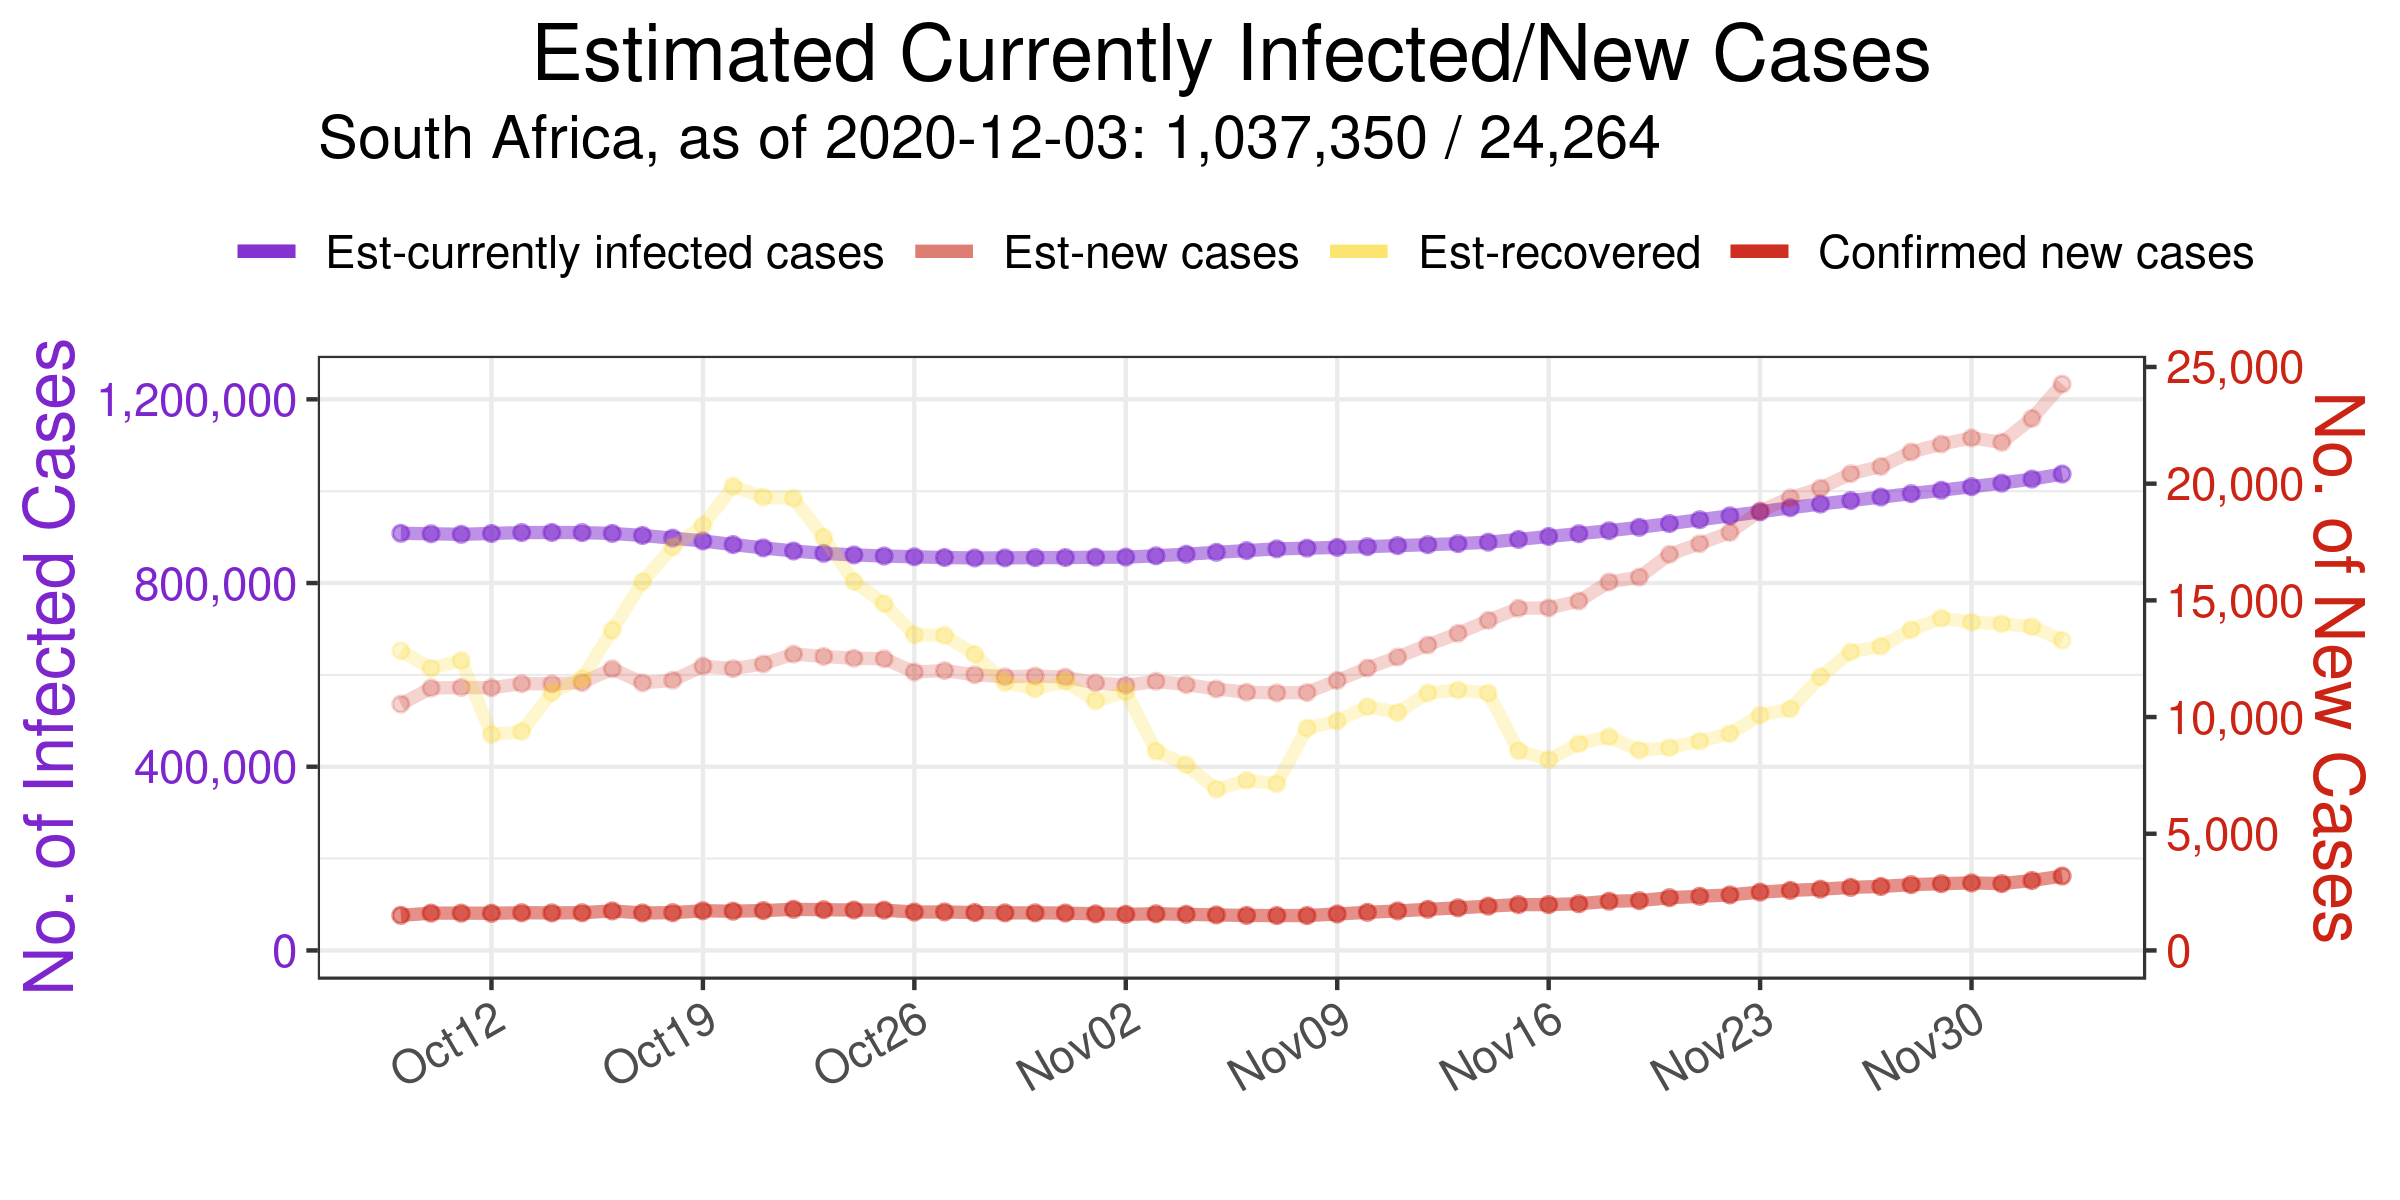 Estimated Currently Infected/New Cases
South Africa, as of 2020-12-03: 1,037,350 / 24,264
Est-currently infected cases Est-new cases Est-recovered Confirmed new cases
No. of Infected Cases
1,200,000
800,000
400,000
0
25,000
20,000
15,000
10,000
5,000
0
No. of New Cases
Oct12 Oct19 Oct26 Nov02 Nov09 Nov16 Nov23 Nov30